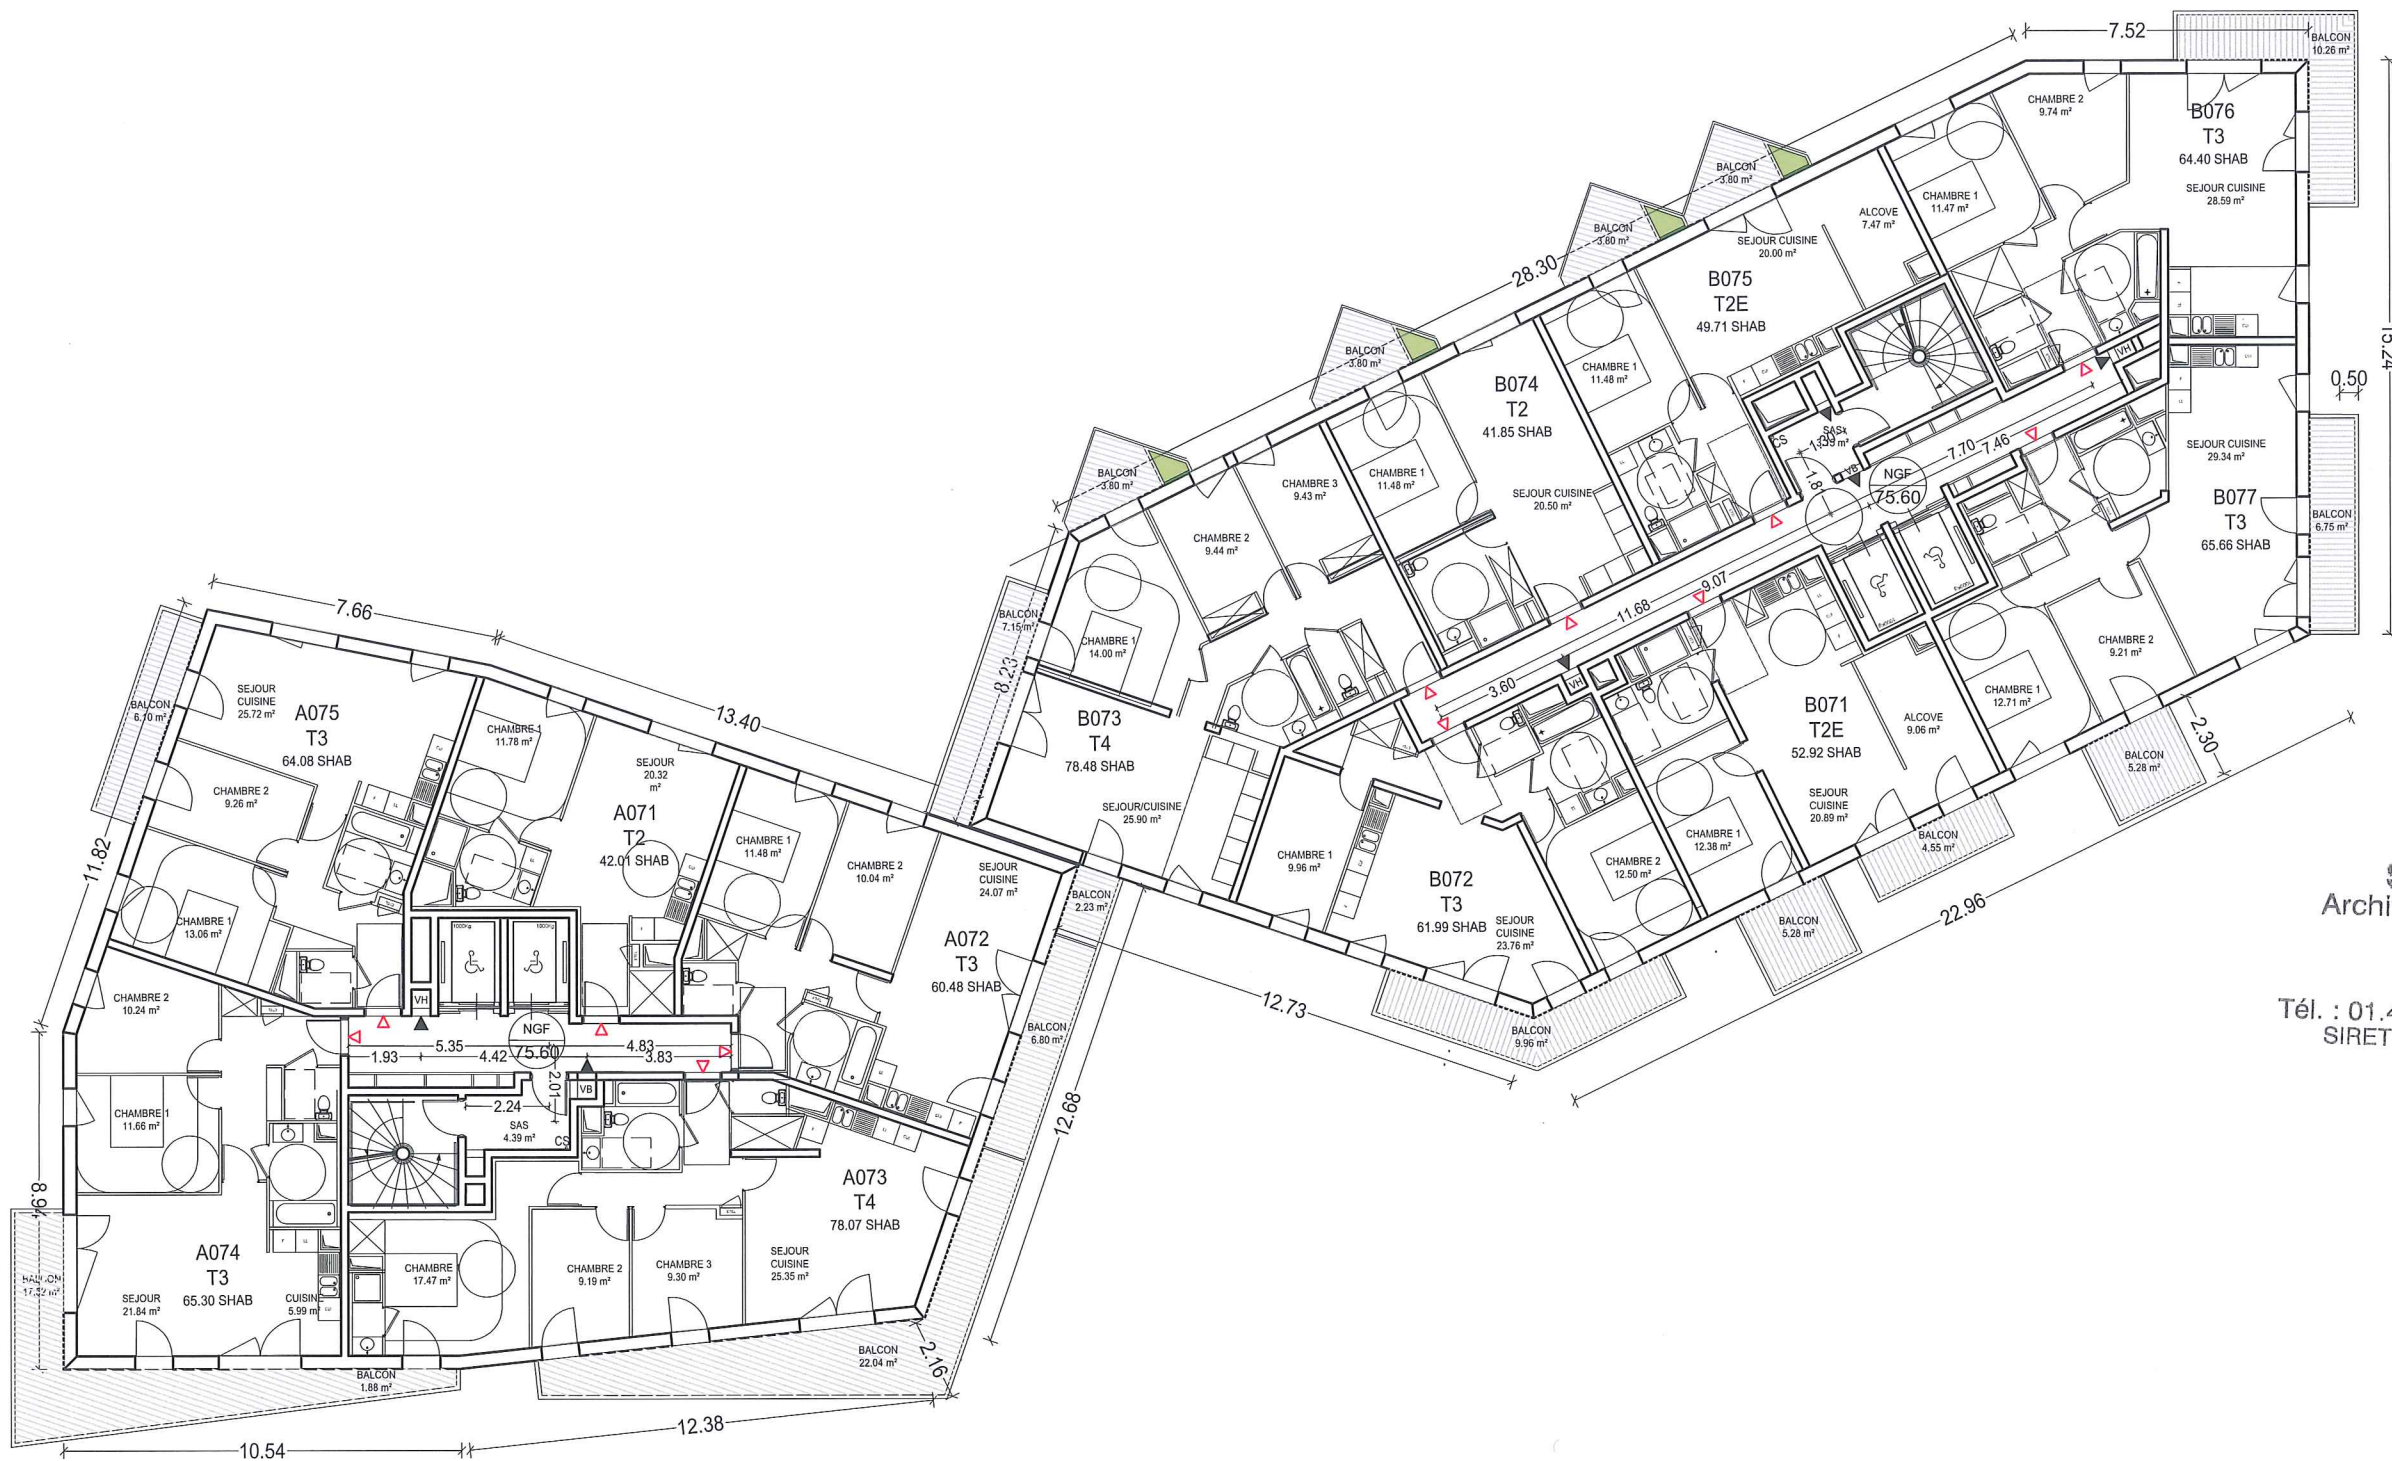 7.52
BALCON
10.26 m²
CHAMBRE 2
9.74 m²
B076
T3
64.40 SHAB
SEJOUR CUISINE
28.59 m²
CHAMBRE 1
11.47 m²
15.24
0.50
BALCON
3.80 m²
BALCON
3.80 m²
28.30
ALCOVE
7.47 m²
SEJOUR CUISINE
20.00 m²
B075
T2E
49.71 SHAB
CHAMBRE 1
11.48 m²
BALCON
3.80 m²
B074
T2
41.85 SHAB
CHAMBRE 1
11.48 m²
SEJOUR CUISINE
20.50 m²
VH
CS
SAS
VB
NGF
75.60
7.70
7.46
SEJOUR CUISINE
29.34 m²
B077
T3
65.66 SHAB
BALCON
6.75 m²
BALCON
3.80 m²
CHAMBRE 3
9.43 m²
CHAMBRE 2
9.44 m²
CHAMBRE 1
14.00 m²
BALCON
7.15 m²
8.23
B073
T4
78.48 SHAB
SEJOUR/CUISINE
25.90 m²
9.07
11.68
3.60
VH
CHAMBRE 2
9.21 m²
CHAMBRE 1
12.71 m²
B071
T2E
52.92 SHAB
ALCOVE
9.06 m²
SEJOUR
CUISINE
20.89 m²
CHAMBRE 1
12.38 m²
CHAMBRE 2
12.50 m²
CHAMBRE 1
9.96 m²
B072
T3
61.99 SHAB
SEJOUR
CUISINE
23.76 m²
2.30
BALCON
5.28 m²
BALCON
4.55 m²
BALCON
5.28 m²
22.96
BALCON
9.96 m²
12.73
Archi
Tél. : 01.4
SIRET
7.66
13.40
BALCON
6.10 m²
SEJOUR
CUISINE
25.72 m²
A075
T3
64.08 SHAB
CHAMBRE 2
9.26 m²
CHAMBRE 1
13.06 m²
11.82
CHAMBRE 1
11.78 m²
SEJOUR
20.32
m²
A071
T2
42.01 SHAB
CHAMBRE 1
11.48 m²
CHAMBRE 2
10.04 m²
SEJOUR
CUISINE
24.07 m²
A072
T3
60.48 SHAB
BALCON
2.23 m²
BALCON
6.80 m²
12.68
1000Kg
1000Kg
VH
NGF
75.60
5.35
4.83
1.93
4.42
3.83
2.01
VB
2.24
SAS
4.39 m²
CS
CHAMBRE 2
10.24 m²
CHAMBRE 1
11.66 m²
8.94
A074
T3
65.30 SHAB
SEJOUR
21.84 m²
CUISINE
5.99 m²
BALCON
A073
T4
78.07 SHAB
CHAMBRE
17.47 m²
CHAMBRE 2
9.19 m²
CHAMBRE 3
9.30 m²
SEJOUR
CUISINE
25.35 m²
BALCON
22.04 m²
2.16
BALCON
1.88 m²
12.38
10.54